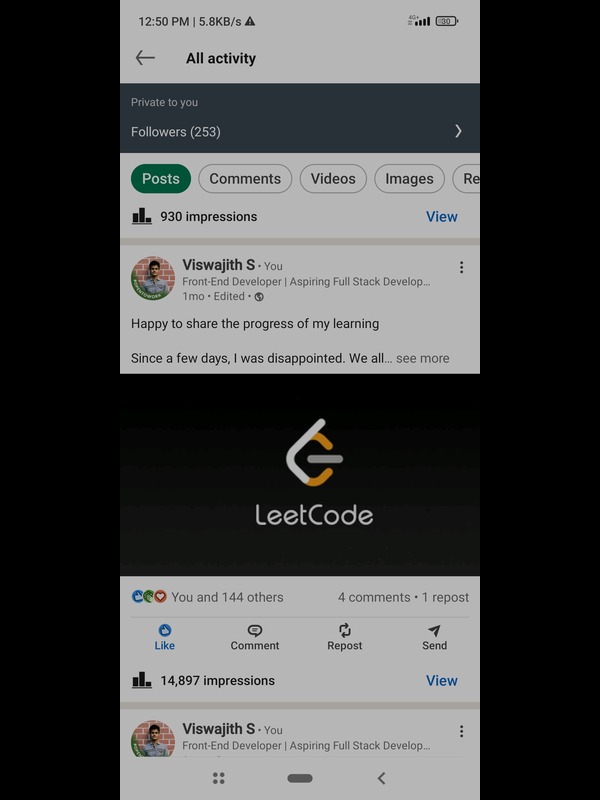 12:50 PM | 5.8KB/s
4G+
30
All activity
Private to you
Followers (253)
Posts
Comments
Videos
Images
Re
930 impressions
View
Viswajith S • You
Front-End Developer | Aspiring Full Stack Develop...
1mo • Edited •
Happy to share the progress of my learning
Since a few days, I was disappointed. We all... see more
LeetCode
You and 144 others
4 comments • 1 repost
Like
Comment
Repost
Send
14,897 impressions
View
Viswajith S • You
Front-End Developer | Aspiring Full Stack Develop...